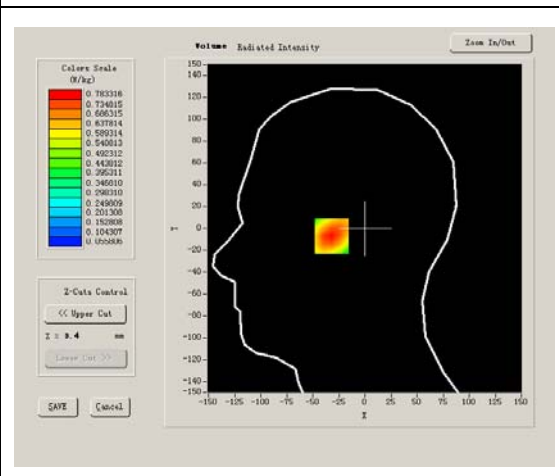 Volume Radiated Intensity
Zoom In/Out
Colors Scale
(W/kg)
0.783316
0.734815
0.686315
0.637814
0.589314
0.540813
0.492312
0.443812
0.395311
0.346810
0.298310
0.249809
0.201308
0.152808
0.104307
0.055806
Z-Cuts Control
<< Upper Cut
Z = 0.4 mm
Lower Cut >>
SAVE
Cancel
150
140
120
100
80
60
40
20
0
-20
-40
-60
-80
-100
-120
-140
-150
Y
-150 -125 -100 -75 -50 -25 0 25 50 75 100 125 150
X